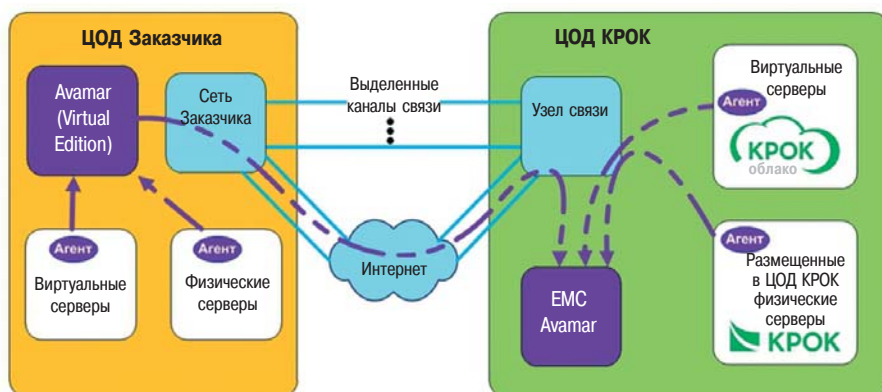 ЦОД Заказчика
Avamar
(Virtual
Edition)
Сеть
Заказчика
Агент
Виртуальные
серверы
Агент
Физические
серверы
Выделенные
каналы связи
Интернет
ЦОД КРОК
Узел связи
EMC
Avamar
Виртуальные
серверы
Агент
КРОК
облако
Агент
Размещенные
в ЦОД КРОК
физические
серверы
КРОК